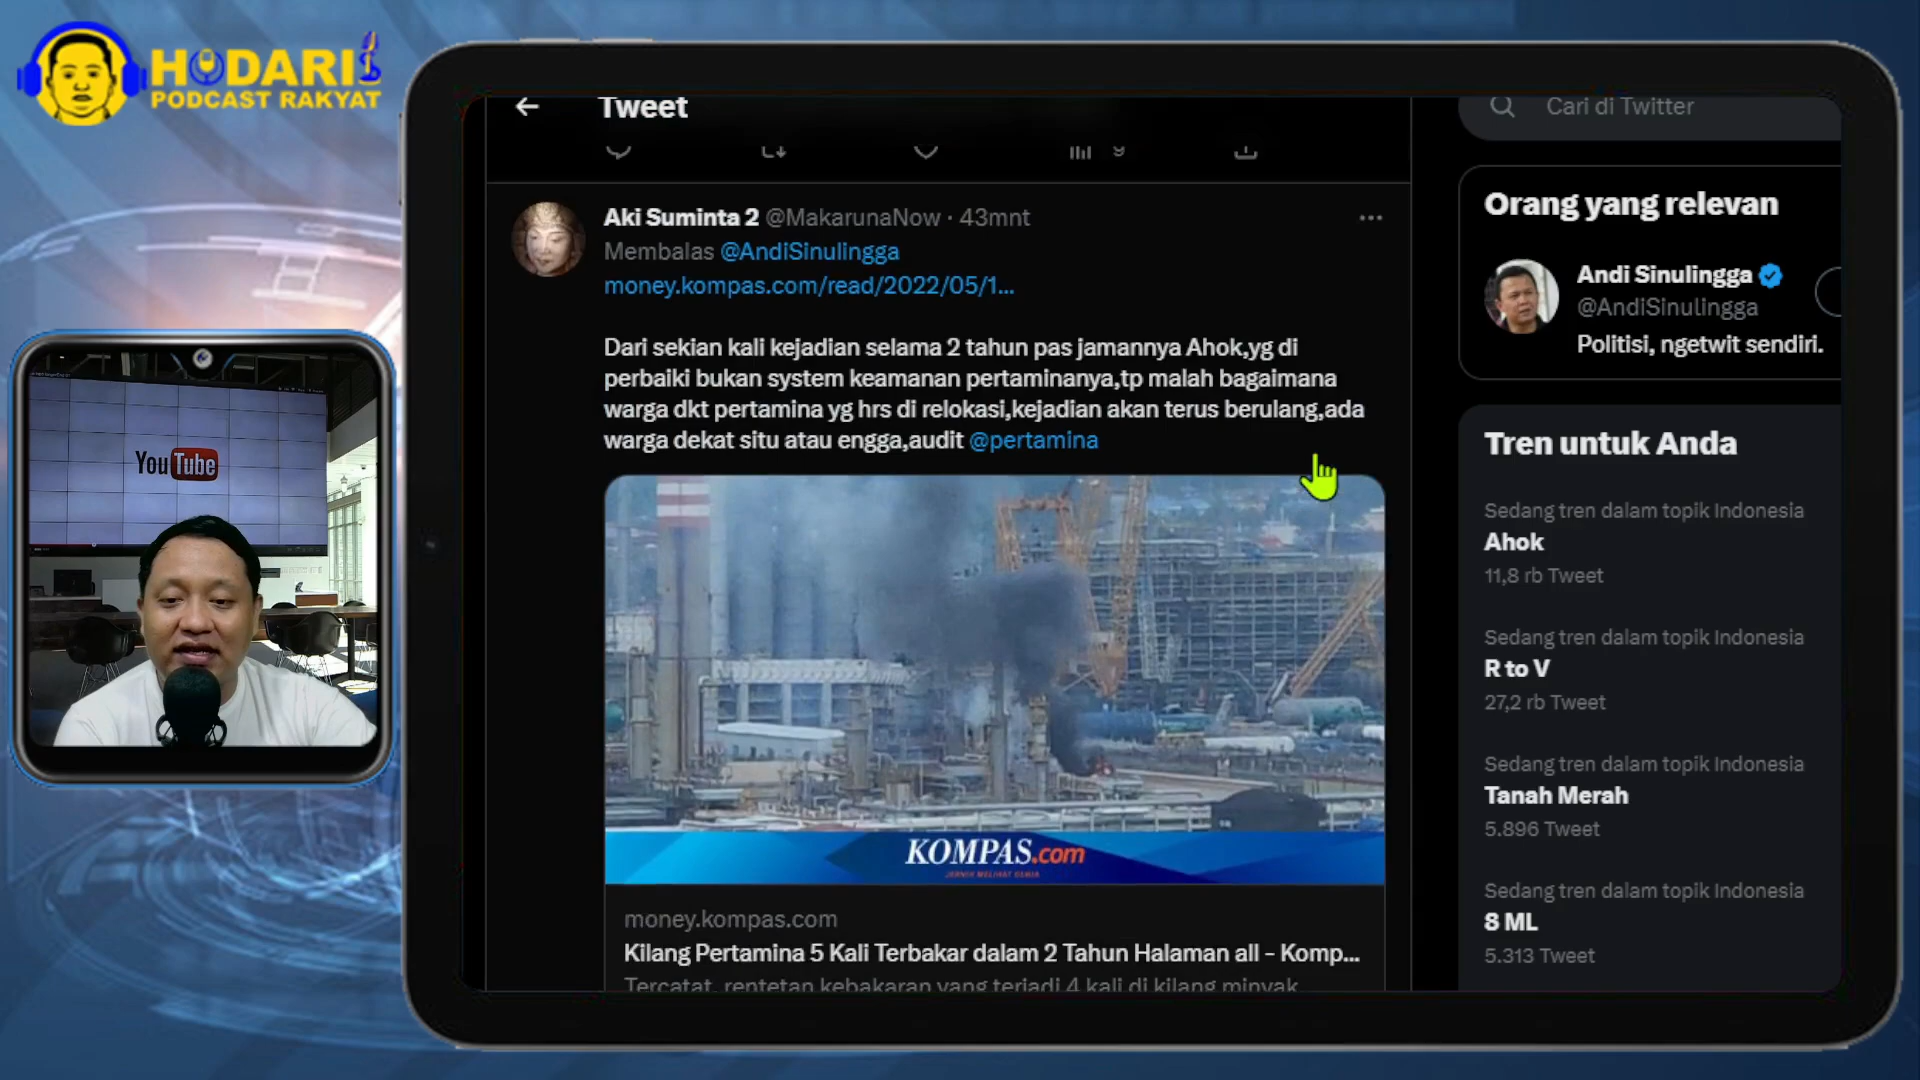 HODARI
PODCAST RAKYAT
YouTube
Tweet
Aki Suminta 2 @MakarunaNow · 43mnt
Membalas @AndiSinulingga
money.kompas.com/read/2022/05/1...
Dari sekian kali kejadian selama 2 tahun pas jamannya Ahok,yg di
perbaiki bukan system keamanan pertaminanya,tp malah bagaimana
warga dkt pertamina yg hrs di relokasi,kejadian akan terus berulang,ada
warga dekat situ atau engga,audit @pertamina
KOMPAS.com
JERNIH MELIHAT DUNIA
money.kompas.com
Kilang Pertamina 5 Kali Terbakar dalam 2 Tahun Halaman all - Komp...
Tercatat, rentetan kebakaran yang terjadi 4 kali di kilang minyak
Cari di Twitter
Orang yang relevan
Andi Sinulingga
@AndiSinulingga
Politisi, ngetwit sendiri.
Tren untuk Anda
Sedang tren dalam topik Indonesia
Ahok
11,8 rb Tweet
Sedang tren dalam topik Indonesia
R to V
27,2 rb Tweet
Sedang tren dalam topik Indonesia
Tanah Merah
5.896 Tweet
Sedang tren dalam topik Indonesia
8 ML
5.313 Tweet